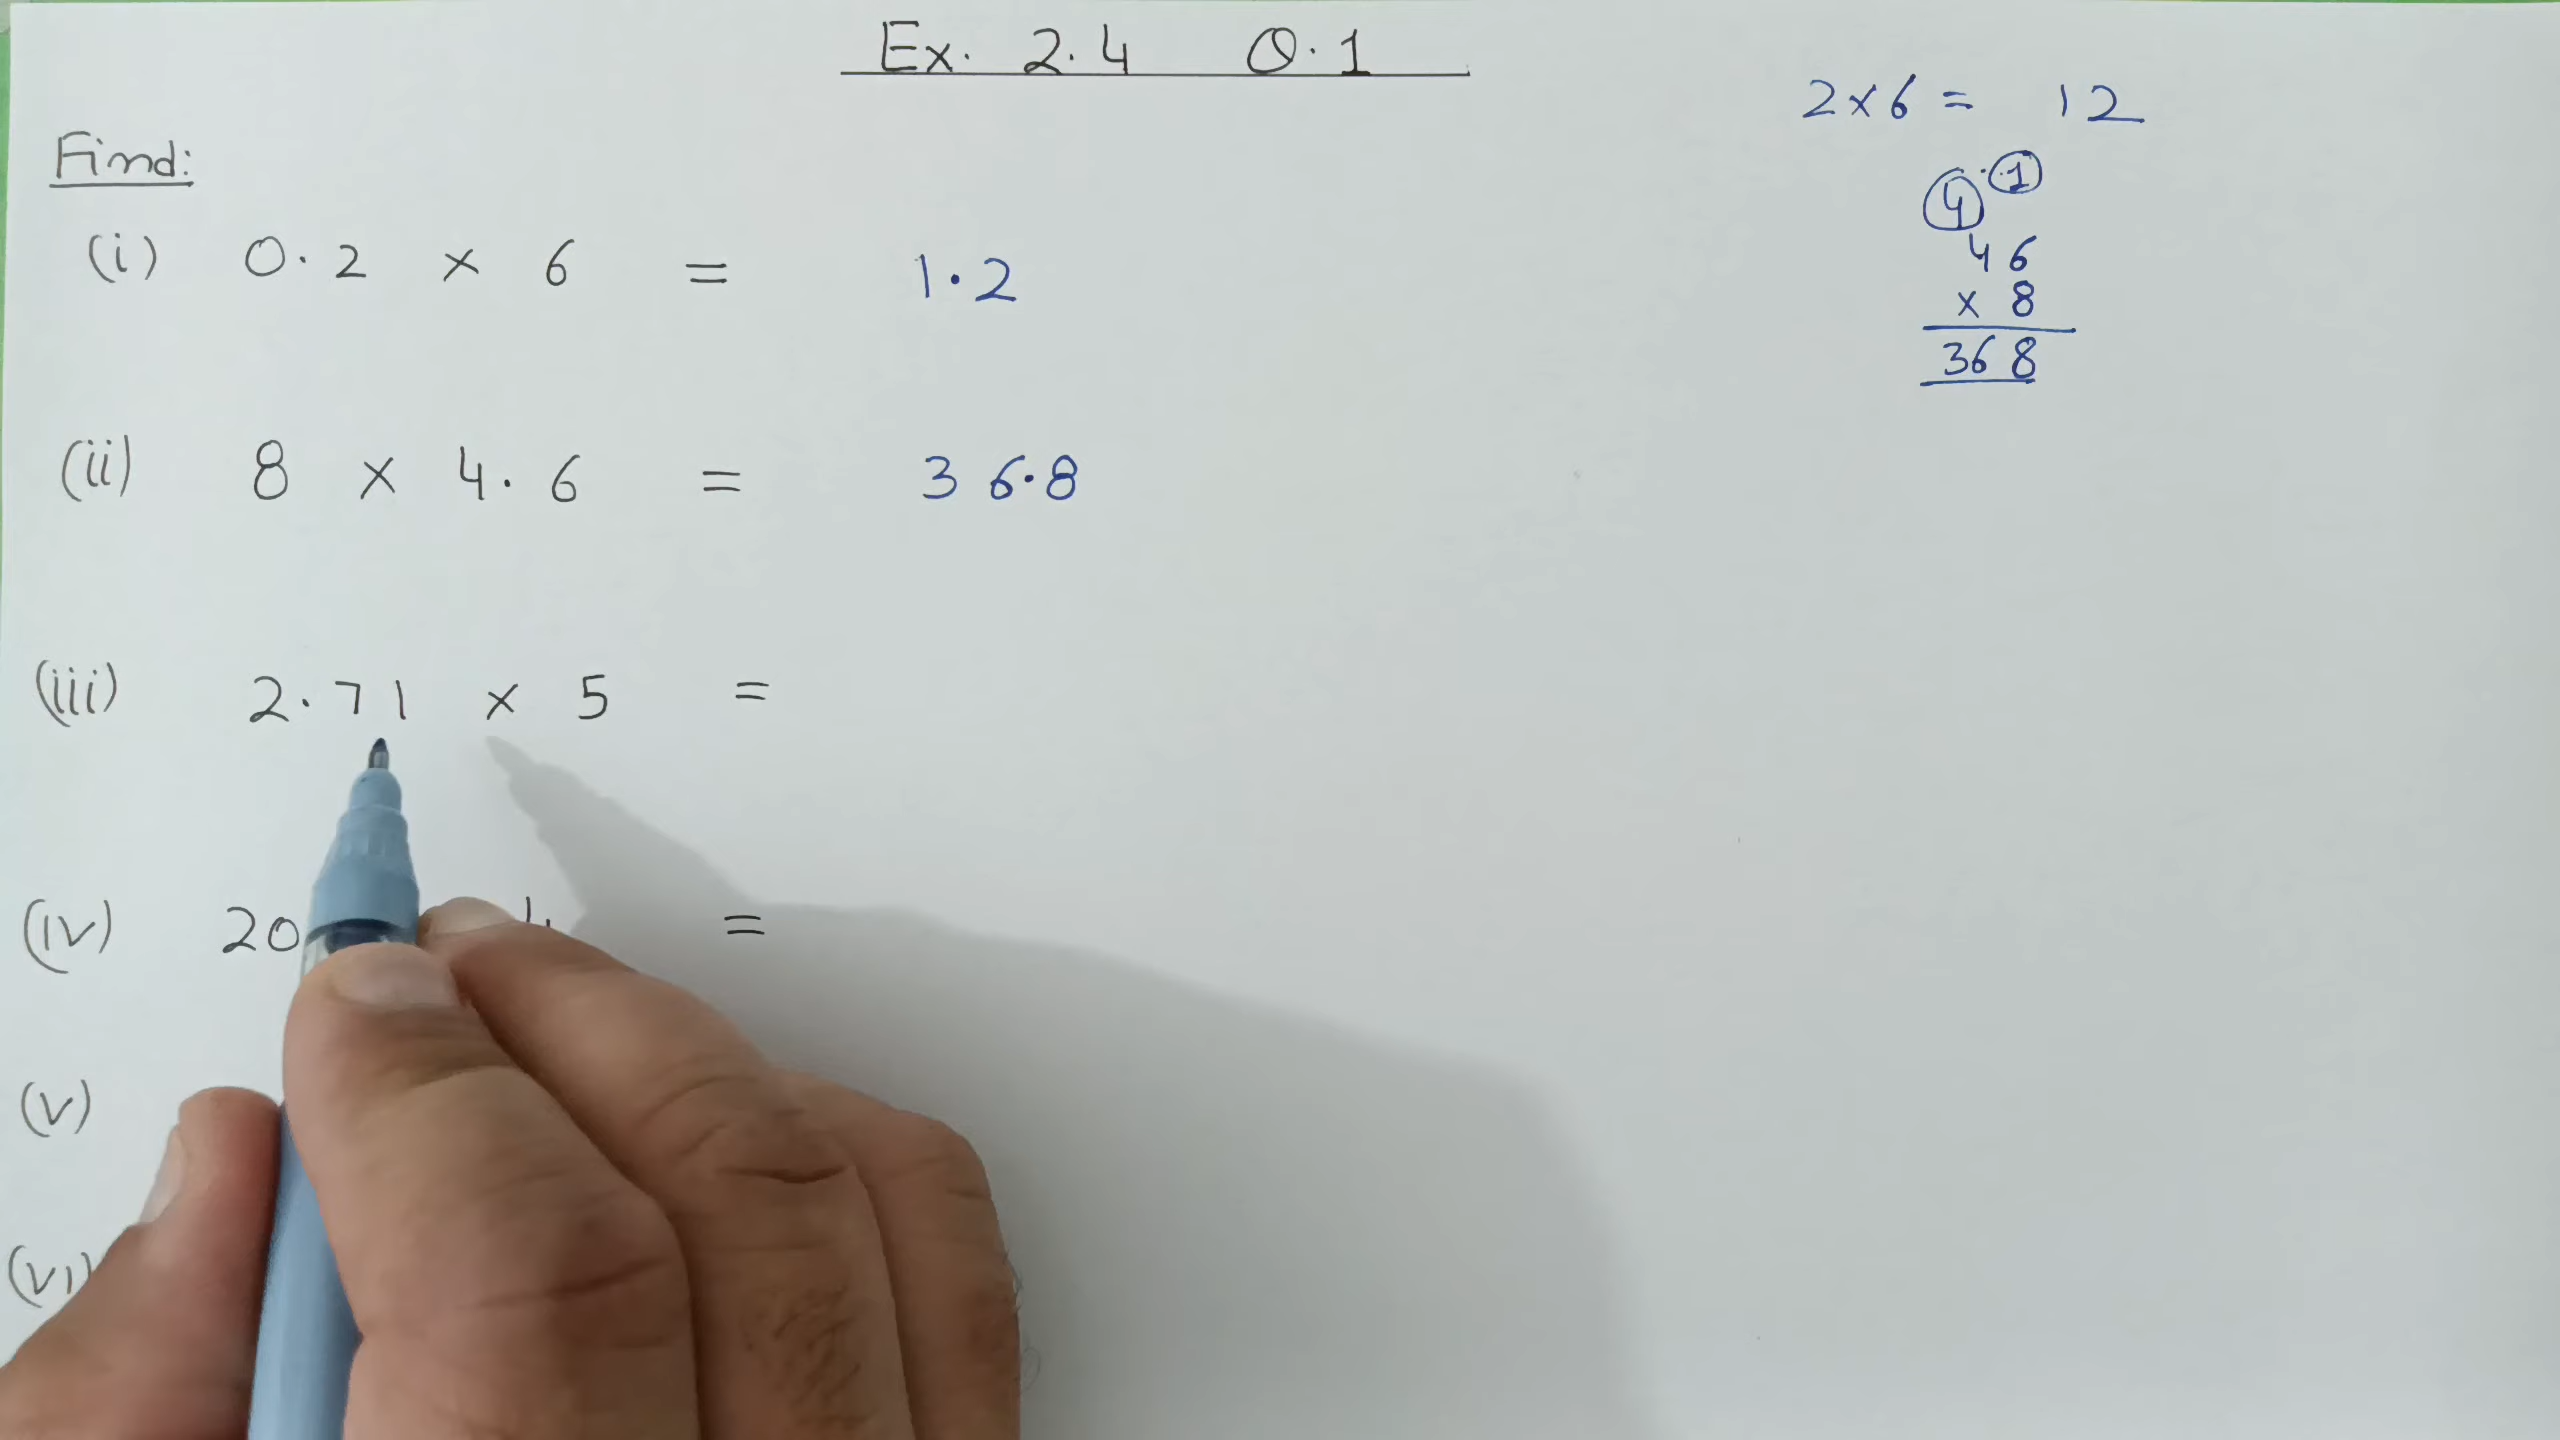 Ex. 2.4 Q.1
Find:
(i) 0.2 × 6 = 1.2
(ii) 8 × 4.6 = 36.8
(iii) 2.71 × 5 =
(iv) 20 =
(v)
(vi)
2×6 = 12
4 1
46
× 8
368